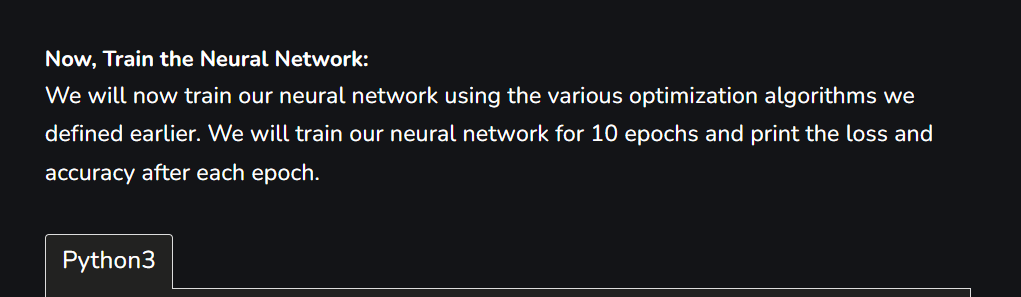 Now, Train the Neural Network:
We will now train our neural network using the various optimization algorithms we
defined earlier. We will train our neural network for 10 epochs and print the loss and
accuracy after each epoch.
Python3